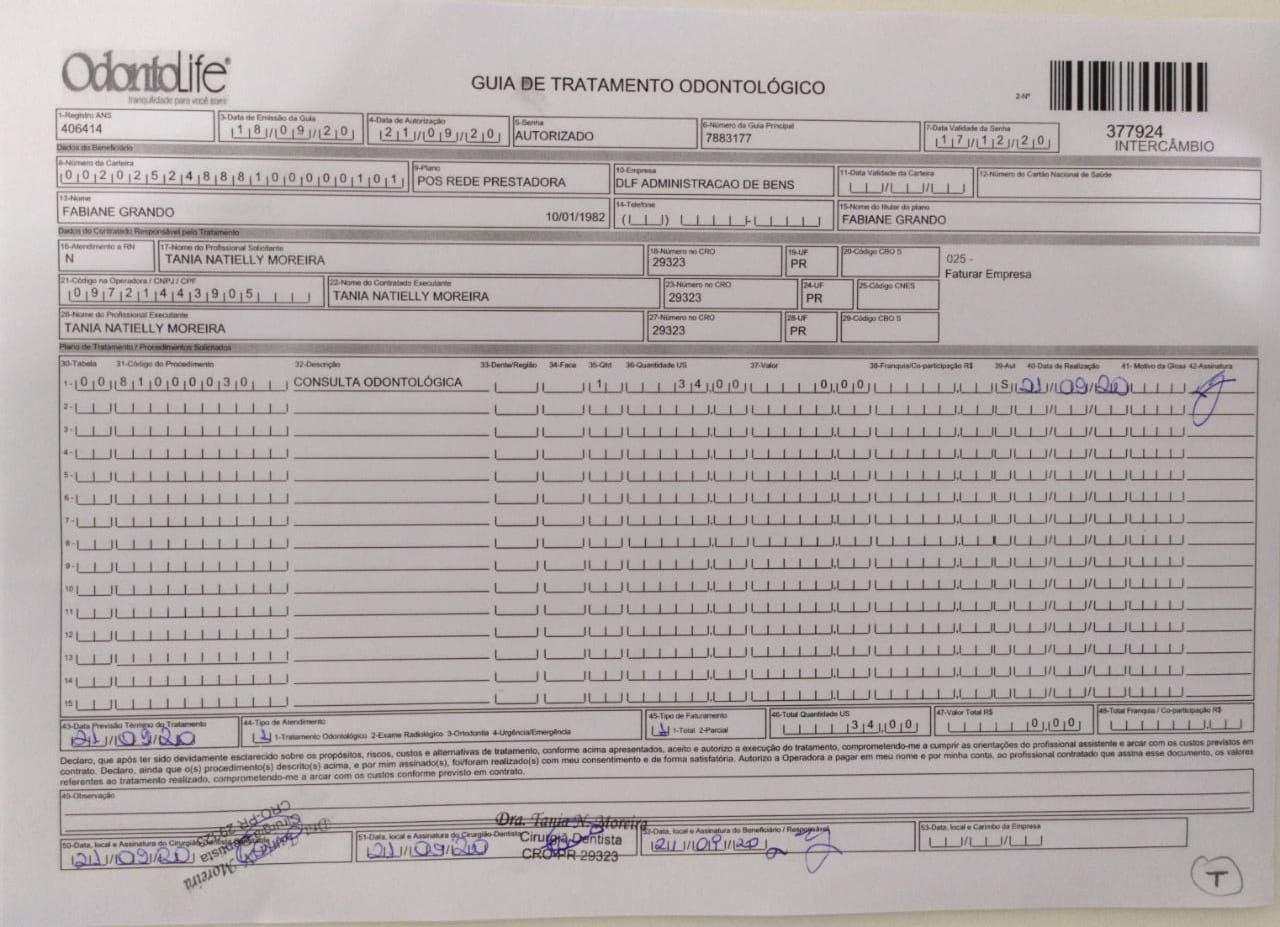 OdontoLife®
tranquilidade para você sorrir
GUIA DE TRATAMENTO ODONTOLÓGICO
2-Nº
377924
INTERCÂMBIO
1-Registro ANS
406414
3-Data de Emissão da Guia
18/09/20
4-Data de Autorização
21/09/20
5-Senha
AUTORIZADO
6-Número da Guia Principal
7883177
7-Data Validade da Senha
17/12/20
Dados do Beneficiário
8-Número da Carteira
00202524888100000101
9-Plano
POS REDE PRESTADORA
10-Empresa
DLF ADMINISTRACAO DE BENS
11-Data Validade da Carteira
12-Número do Cartão Nacional de Saúde
13-Nome
FABIANE GRANDO 10/01/1982
14-Telefone
15-Nome do titular do plano
FABIANE GRANDO
Dados do Contratado Responsável pelo Tratamento
16-Atendimento a RN
N
17-Nome do Profissional Solicitante
TANIA NATIELLY MOREIRA
18-Número no CRO
29323
19-UF
PR
20-Código CBO S
025 -
Faturar Empresa
21-Código na Operadora / CNPJ / CPF
09721443905
22-Nome do Contratado Executante
TANIA NATIELLY MOREIRA
23-Número no CRO
29323
24-UF
PR
25-Código CNES
26-Nome do Profissional Executante
TANIA NATIELLY MOREIRA
27-Número no CRO
29323
28-UF
PR
29-Código CBO S
Plano de Tratamento / Procedimentos Solicitados
30-Tabela 31-Código do Procedimento 32-Descrição 33-Dente/Região 34-Face 35-Qtd 36-Quantidade US 37-Valor 38-Franquia/Co-participação R$ 39-Aut 40-Data de Realização 41- Motivo da Glosa 42-Assinatura
1- 00 81000030 CONSULTA ODONTOLÓGICA 1 34,00 0,00 S 21/09/20
2-
3-
4-
5-
6-
7-
8-
9-
10
11
12
13
14
15
43-Data Previsão Término do Tratamento
21/09/20
44-Tipo de Atendimento
1 1-Tratamento Odontológico 2-Exame Radiológico 3-Ortodontia 4-Urgência/Emergência
45-Tipo de Faturamento
1 1-Total 2-Parcial
46-Total Quantidade US
34,00
47-Valor Total R$
0,00
48-Total Franquia / Co-participação R$
Declaro, que após ter sido devidamente esclarecido sobre os propósitos, riscos, custos e alternativas de tratamento, conforme acima apresentados, aceito e autorizo a execução do tratamento, comprometendo-me a cumprir as orientações do profissional assistente e arcar com os custos previstos em
contrato. Declaro, ainda que o(s) procedimento(s) descrito(s) acima, e por mim assinado(s), foi/foram realizado(s) com meu consentimento e de forma satisfatória. Autorizo a Operadora a pagar em meu nome e por minha conta, ao profissional contratado que assina esse documento, os valores
referentes ao tratamento realizado, comprometendo-me a arcar com os custos conforme previsto em contrato.
49-Observação
50-Data, local e Assinatura do Cirurgião-Dentista
21/09/20
Moreira
Cirurgiã-Dentista
CRO-PR 29323
51-Data, local e Assinatura do Cirurgião-Dentista
21/09/20
Dra. Tania N. Moreira
Cirurgiã-Dentista
CRO-PR 29323
52-Data, local e Assinatura do Beneficiário / Responsável
21/09/20
53-Data, local e Carimbo da Empresa
T